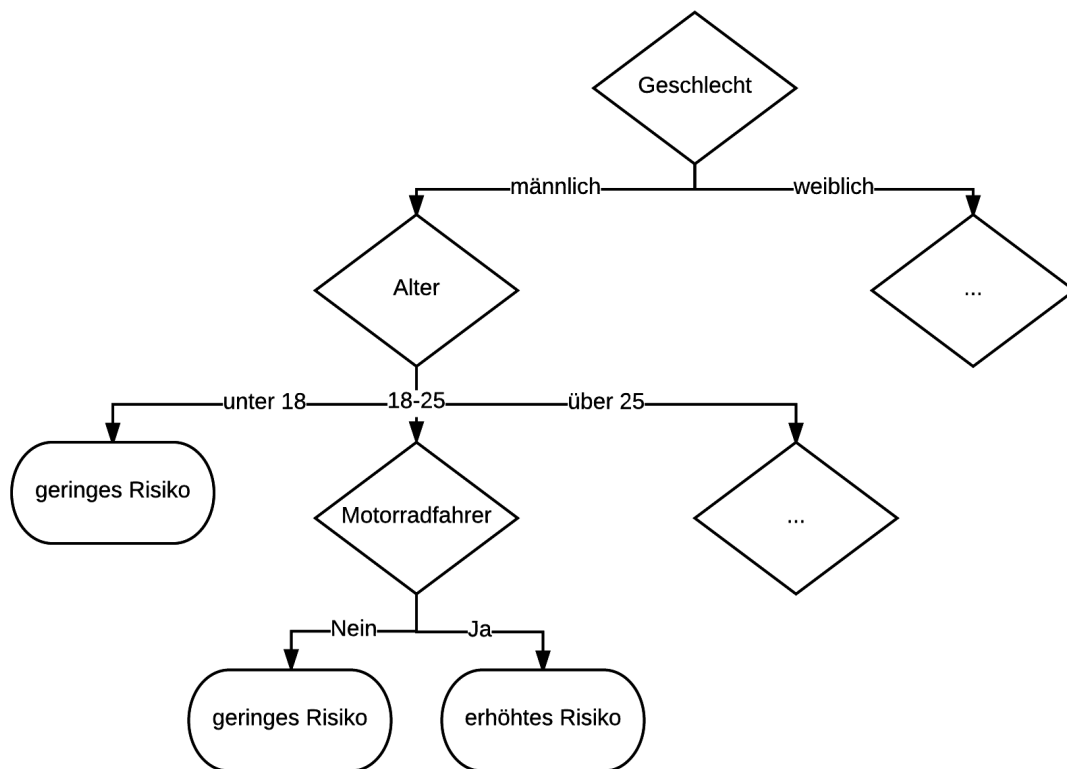 Geschlecht
männlich
weiblich
Alter
...
unter 18
18-25
über 25
geringes Risiko
Motorradfahrer
...
Nein
Ja
geringes Risiko
erhöhtes Risiko